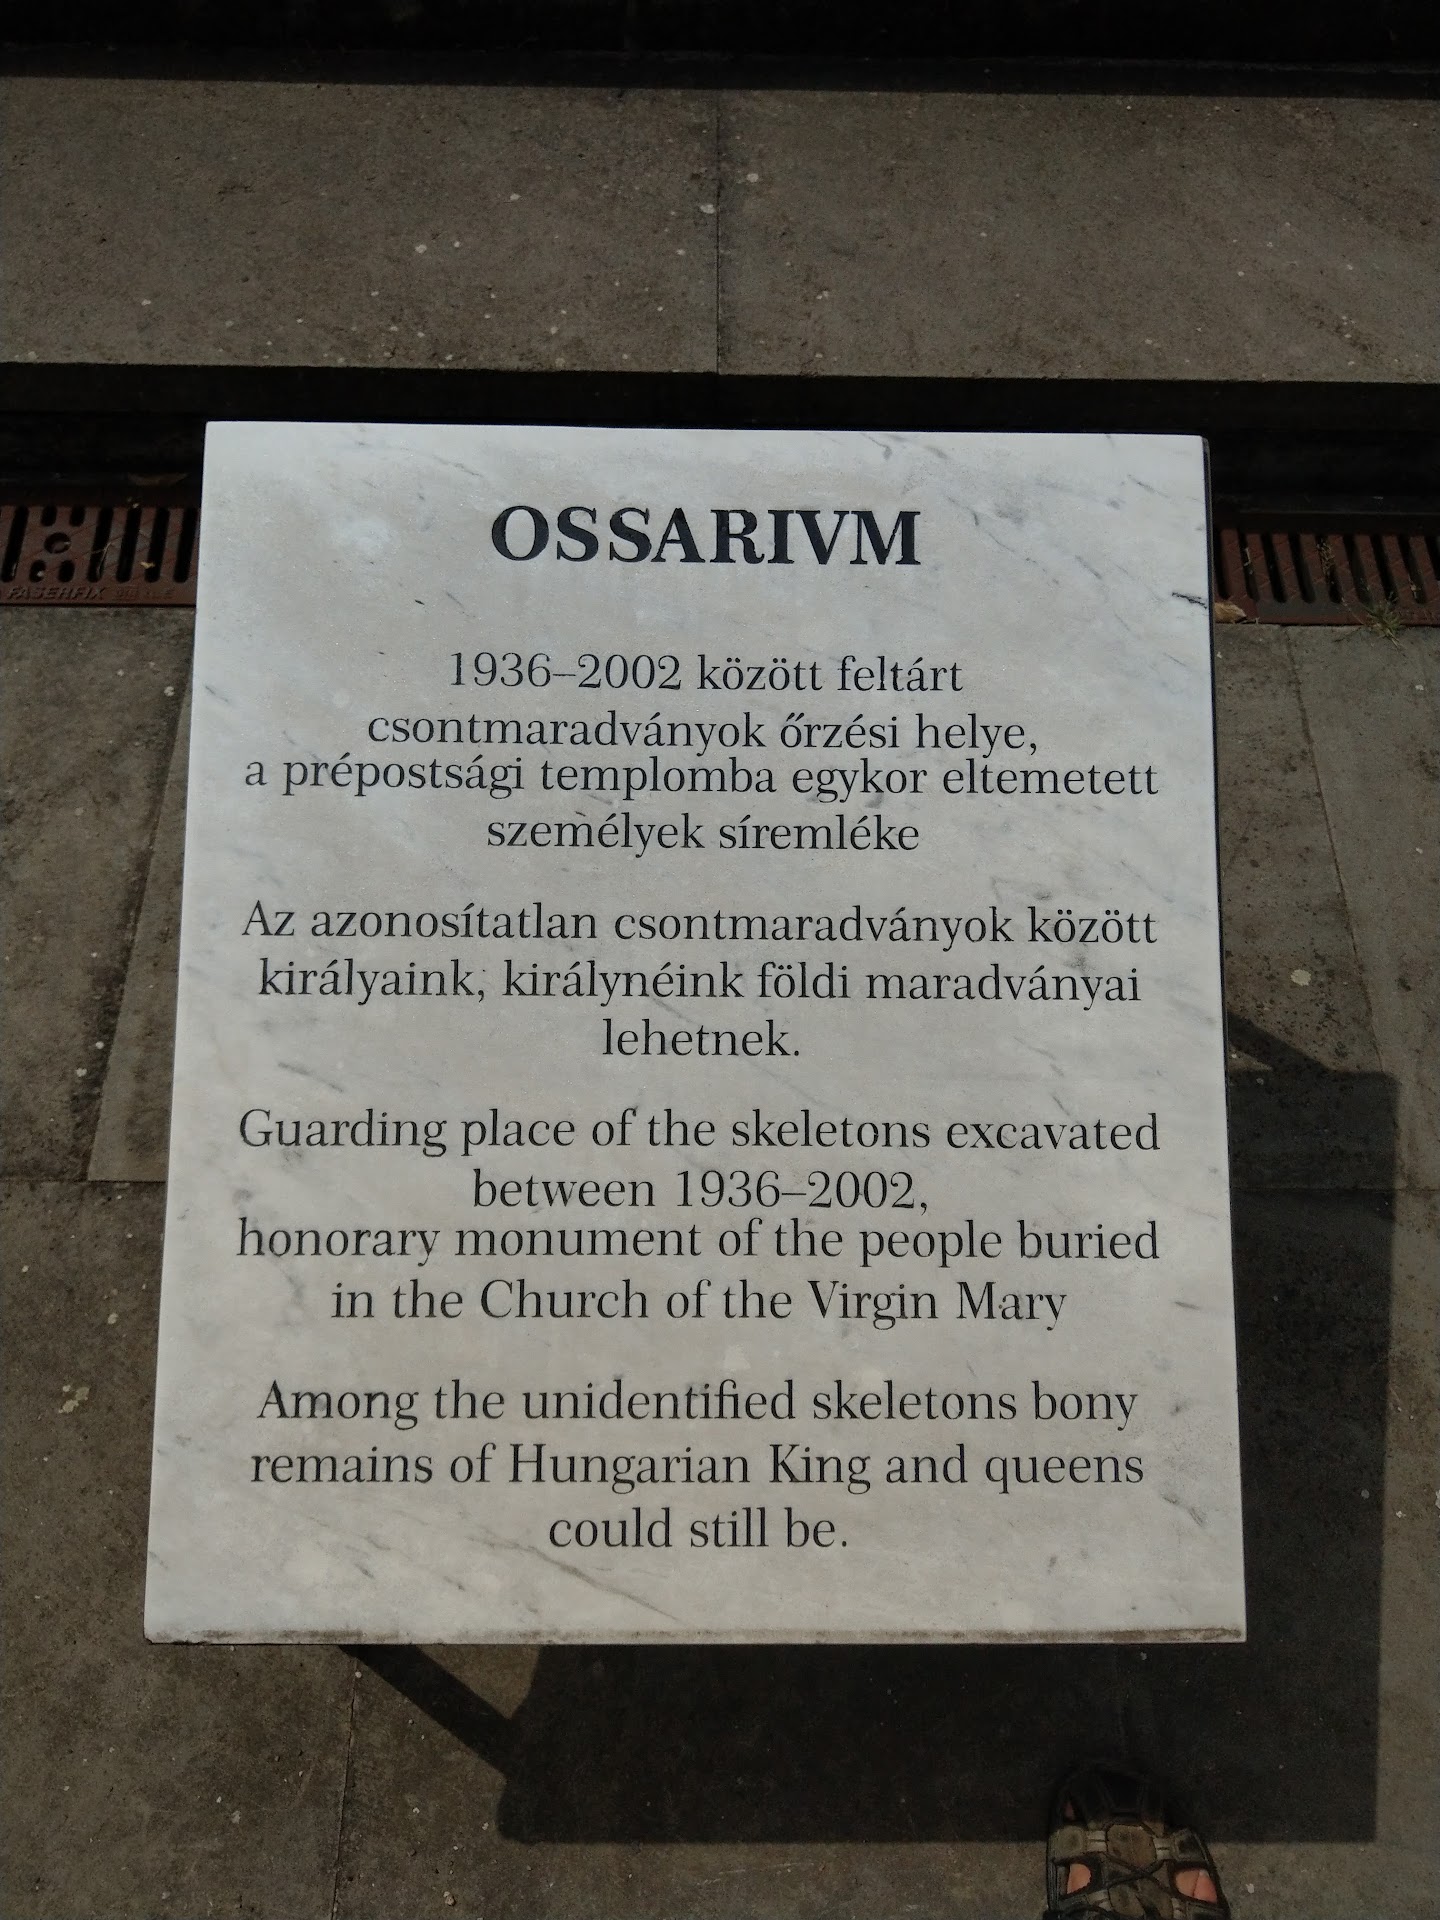 OSSARIVM
1936–2002 között feltárt
csontmaradványok őrzési helye,
a prépostsági templomba egykor eltemetett
személyek síremléke
Az azonosítatlan csontmaradványok között
királyaink, királynéink földi maradványai
lehetnek.
Guarding place of the skeletons excavated
between 1936–2002,
honorary monument of the people buried
in the Church of the Virgin Mary
Among the unidentified skeletons bony
remains of Hungarian King and queens
could still be.
FASERFIX